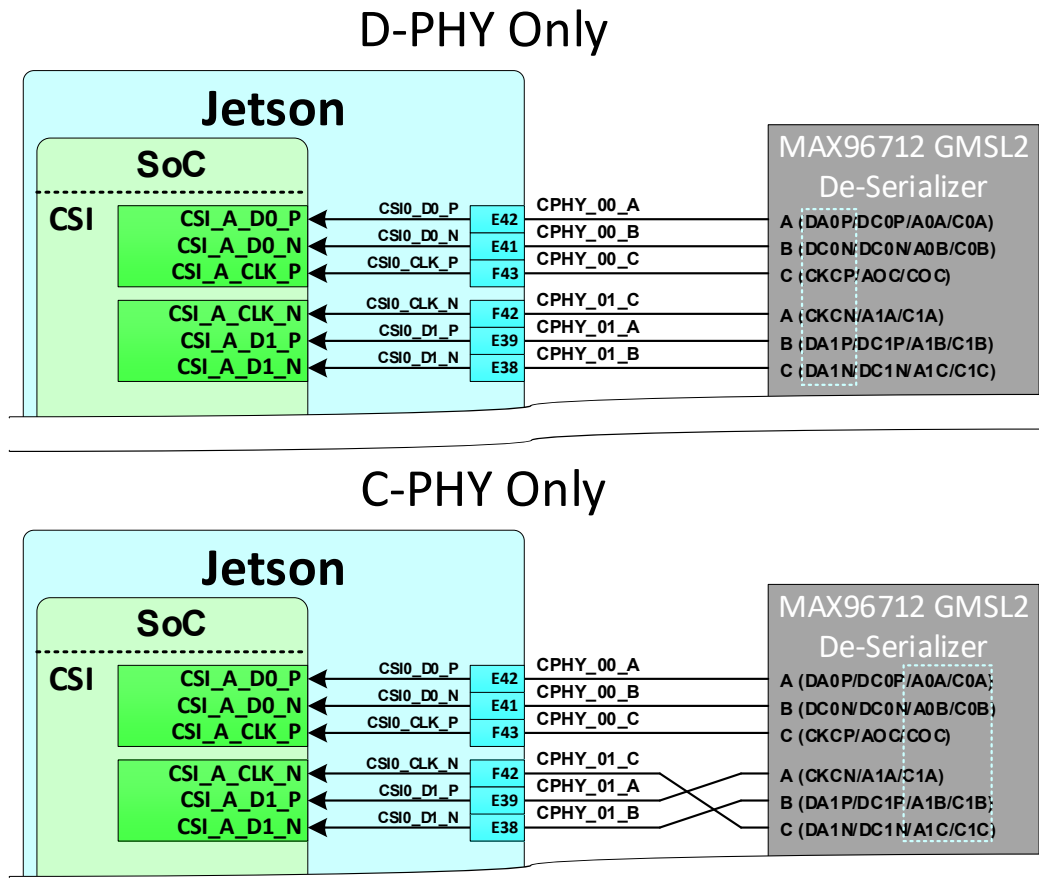 D-PHY Only
Jetson
SoC
MAX96712 GMSL2
De-Serializer
CSI
CSI_A_D0_P
CSI0_D0_P
E42
CPHY_00_A
A (DA0P/DC0P/A0A/C0A)
CSI_A_D0_N
CSI0_D0_N
E41
CPHY_00_B
B (DC0N/DC0N/A0B/C0B)
CSI_A_CLK_P
CSI0_CLK_P
F43
CPHY_00_C
C (CKCP/AOC/COC)
CSI_A_CLK_N
CSI0_CLK_N
F42
CPHY_01_C
A (CKCN/A1A/C1A)
CSI_A_D1_P
CSI0_D1_P
E39
CPHY_01_A
B (DA1P/DC1P/A1B/C1B)
CSI_A_D1_N
CSI0_D1_N
E38
CPHY_01_B
C (DA1N/DC1N/A1C/C1C)
C-PHY Only
Jetson
SoC
MAX96712 GMSL2
De-Serializer
CSI
CSI_A_D0_P
CSI0_D0_P
E42
CPHY_00_A
A (DA0P/DC0P/A0A/C0A)
CSI_A_D0_N
CSI0_D0_N
E41
CPHY_00_B
B (DC0N/DC0N/A0B/C0B)
CSI_A_CLK_P
CSI0_CLK_P
F43
CPHY_00_C
C (CKCP/AOC/COC)
CSI_A_CLK_N
CSI0_CLK_N
F42
CPHY_01_C
A (CKCN/A1A/C1A)
CSI_A_D1_P
CSI0_D1_P
E39
CPHY_01_A
B (DA1P/DC1P/A1B/C1B)
CSI_A_D1_N
CSI0_D1_N
E38
CPHY_01_B
C (DA1N/DC1N/A1C/C1C)